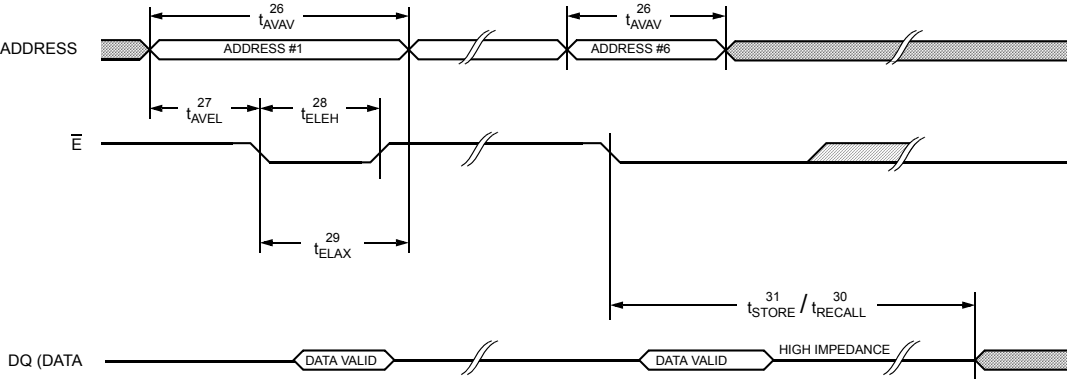 26
tAVAV
26
tAVAV
ADDRESS
ADDRESS #1
ADDRESS #6
27
tAVEL
28
tELEH
E
29
tELAX
31 30
tSTORE / tRECALL
DQ (DATA
DATA VALID
DATA VALID
HIGH IMPEDANCE